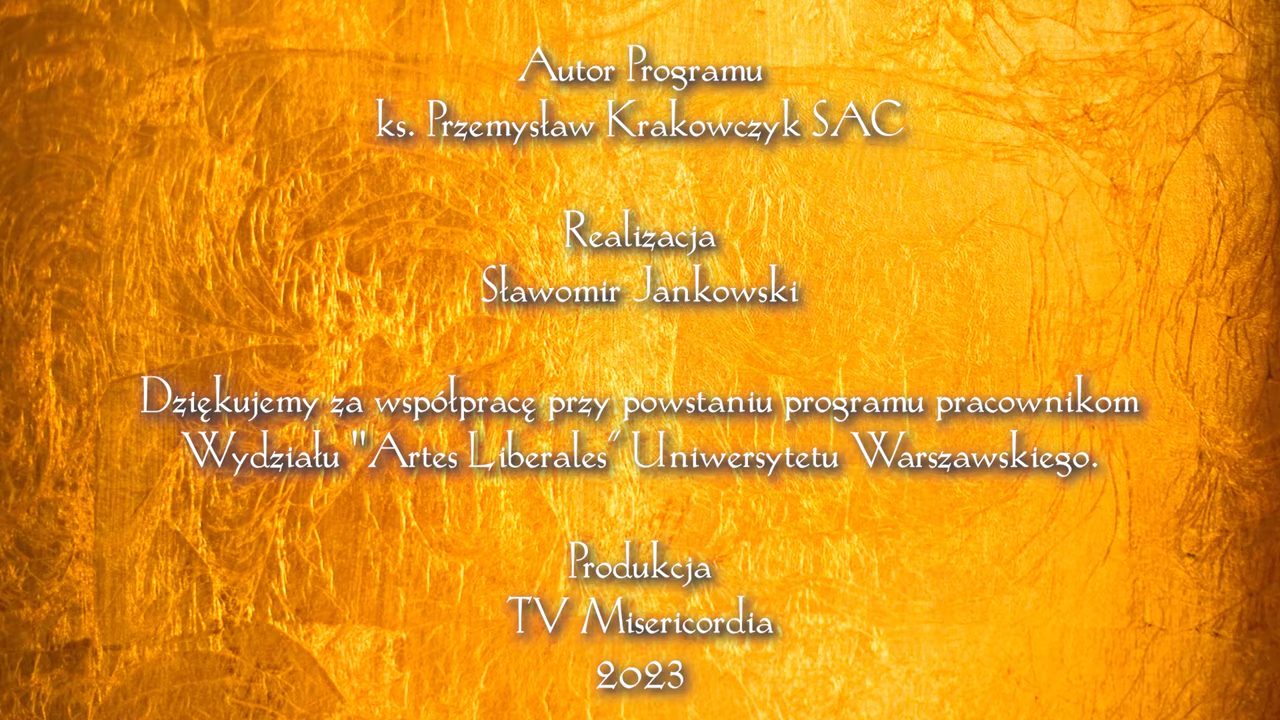 Autor Programu
ks. Przemysław Krakowczyk SAC
Realizacja
Sławomir Jankowski
Dziękujemy za współpracę przy powstaniu programu pracownikom
Wydziału "Artes Liberales” Uniwersytetu Warszawskiego.
Produkcja
TV Misericordia
2023